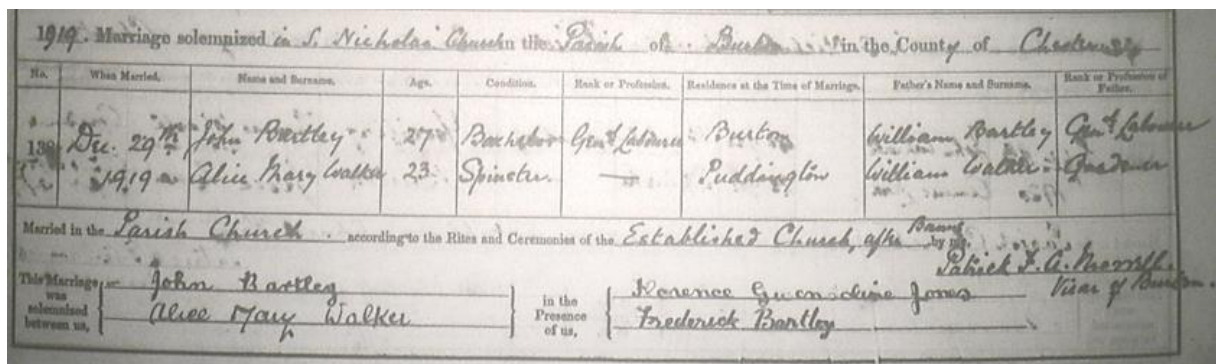 1919. Marriage solemnized in S. Nicholas Church in the Parish of Burton in the County of Chester
No. When Married. Name and Surname. Age. Condition. Rank or Profession. Residence at the Time of Marriage. Father's Name and Surname. Rank or Profession of Father.
138 Dec. 29th John Bartley 27 Bachelor Genl Labourer Burton William Bartley Genl Labourer
1919 Alice Mary Walker 23 Spinster. — Puddington William Walker Gardener
Married in the Parish Church. according to the Rites and Ceremonies of the Established Church, after Banns by me,
Patrick F. A.
This Marriage was solemnized between us, John Bartley in the Presence of us, Florence Gwendoline Jones Vicar of Burton.
Alice Mary Walker Frederick Bartley